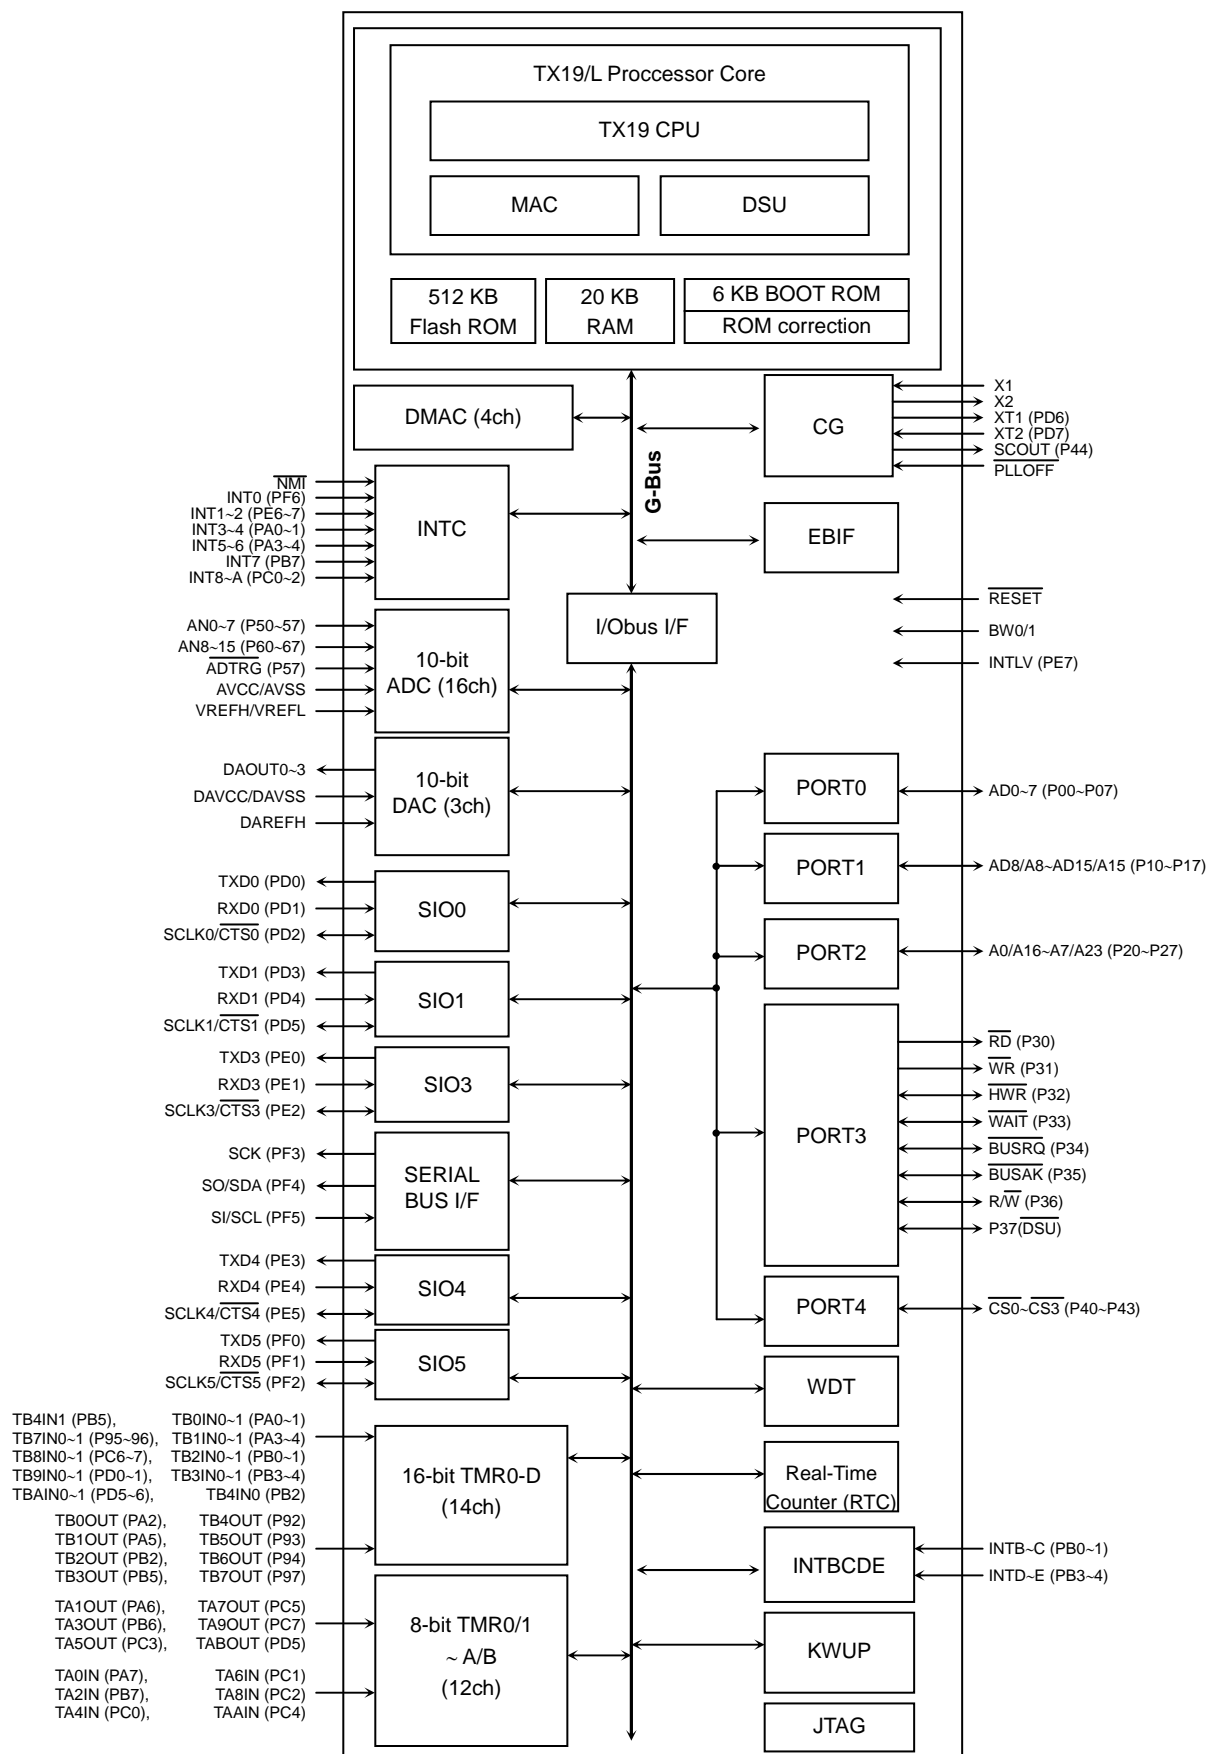 TX19/L Proccessor Core
TX19 CPU
MAC
DSU
512 KB
Flash ROM
20 KB
RAM
6 KB BOOT ROM
ROM correction
DMAC (4ch)
G-Bus
CG
X1
X2
XT1 (PD6)
XT2 (PD7)
SCOUT (P44)
PLLOFF
NMI
INT0 (PF6)
INT1~2 (PE6~7)
INT3~4 (PA0~1)
INT5~6 (PA3~4)
INT7 (PB7)
INT8~A (PC0~2)
INTC
EBIF
I/Obus I/F
RESET
BW0/1
INTLV (PE7)
AN0~7 (P50~57)
AN8~15 (P60~67)
ADTRG (P57)
AVCC/AVSS
VREFH/VREFL
10-bit
ADC (16ch)
DAOUT0~3
DAVCC/DAVSS
DAREFH
10-bit
DAC (3ch)
PORT0
AD0~7 (P00~P07)
PORT1
AD8/A8~AD15/A15 (P10~P17)
PORT2
A0/A16~A7/A23 (P20~P27)
TXD0 (PD0)
RXD0 (PD1)
SCLK0/CTS0 (PD2)
SIO0
TXD1 (PD3)
RXD1 (PD4)
SCLK1/CTS1 (PD5)
SIO1
TXD3 (PE0)
RXD3 (PE1)
SCLK3/CTS3 (PE2)
SIO3
PORT3
RD (P30)
WR (P31)
HWR (P32)
WAIT (P33)
BUSRQ (P34)
BUSAK (P35)
R/W (P36)
P37(DSU)
SCK (PF3)
SO/SDA (PF4)
SI/SCL (PF5)
SERIAL
BUS I/F
TXD4 (PE3)
RXD4 (PE4)
SCLK4/CTS4 (PE5)
SIO4
PORT4
CS0~CS3 (P40~P43)
TXD5 (PF0)
RXD5 (PF1)
SCLK5/CTS5 (PF2)
SIO5
WDT
TB4IN1 (PB5), TB0IN0~1 (PA0~1)
TB7IN0~1 (P95~96), TB1IN0~1 (PA3~4)
TB8IN0~1 (PC6~7), TB2IN0~1 (PB0~1)
TB9IN0~1 (PD0~1), TB3IN0~1 (PB3~4)
TBAIN0~1 (PD5~6), TB4IN0 (PB2)
TB0OUT (PA2), TB4OUT (P92)
TB1OUT (PA5), TB5OUT (P93)
TB2OUT (PB2), TB6OUT (P94)
TB3OUT (PB5), TB7OUT (P97)
16-bit TMR0-D
(14ch)
Real-Time
Counter (RTC)
INTBCDE
INTB~C (PB0~1)
INTD~E (PB3~4)
TA1OUT (PA6), TA7OUT (PC5)
TA3OUT (PB6), TA9OUT (PC7)
TA5OUT (PC3), TABOUT (PD5)
TA0IN (PA7), TA6IN (PC1)
TA2IN (PB7), TA8IN (PC2)
TA4IN (PC0), TAAIN (PC4)
8-bit TMR0/1
~ A/B
(12ch)
KWUP
JTAG